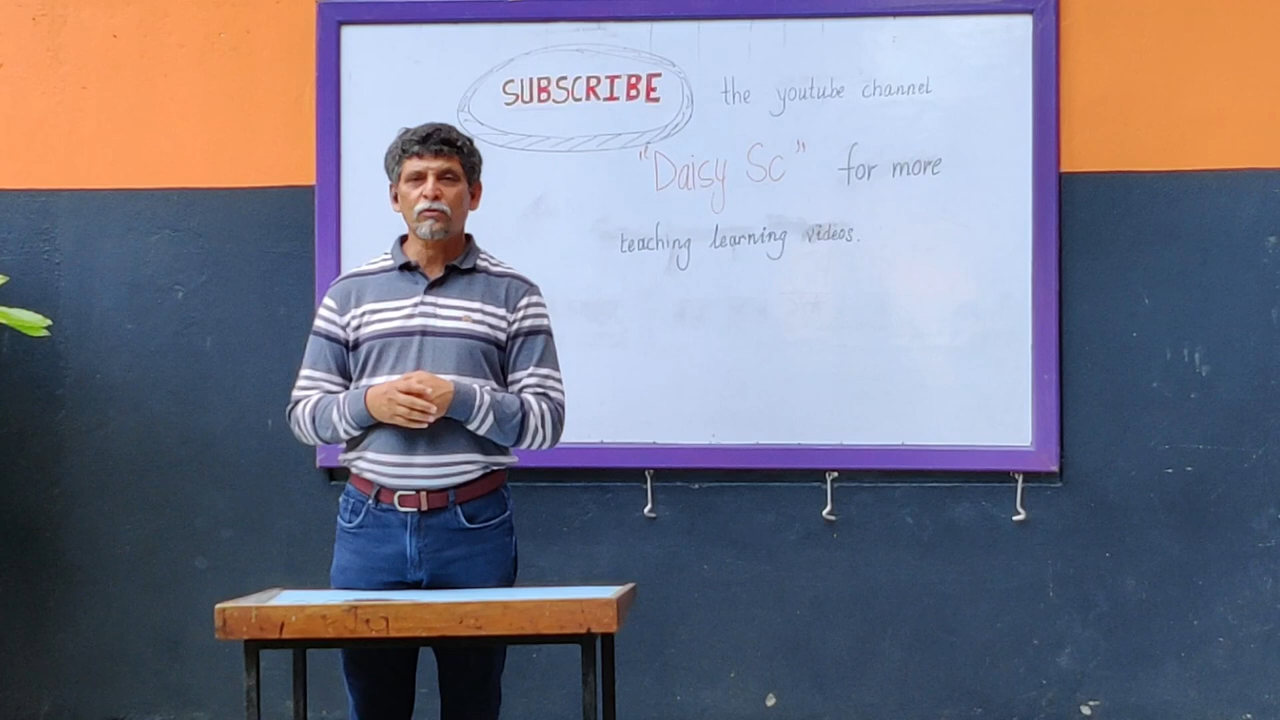 SUBSCRIBE the youtube channel
"Daisy Sc" for more
teaching learning videos.